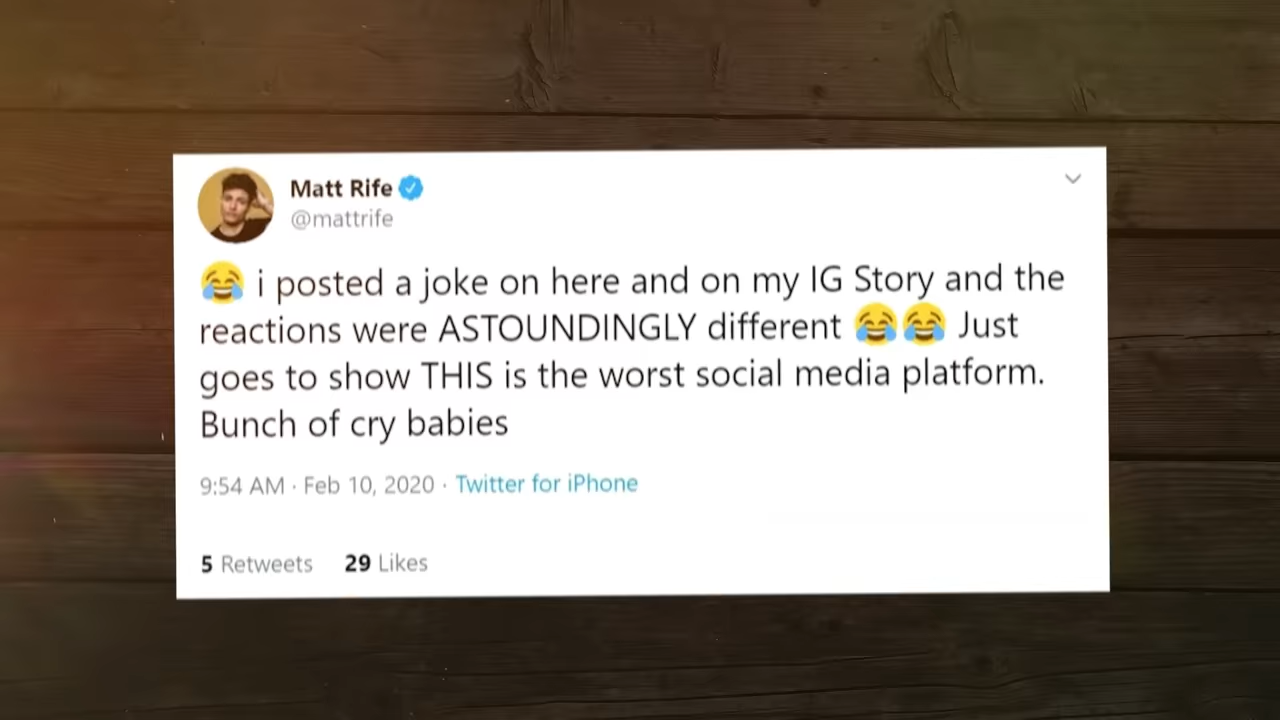 Matt Rife
@mattrife
😂 i posted a joke on here and on my IG Story and the
reactions were ASTOUNDINGLY different 😂😂 Just
goes to show THIS is the worst social media platform.
Bunch of cry babies
9:54 AM · Feb 10, 2020 · Twitter for iPhone
5 Retweets 29 Likes